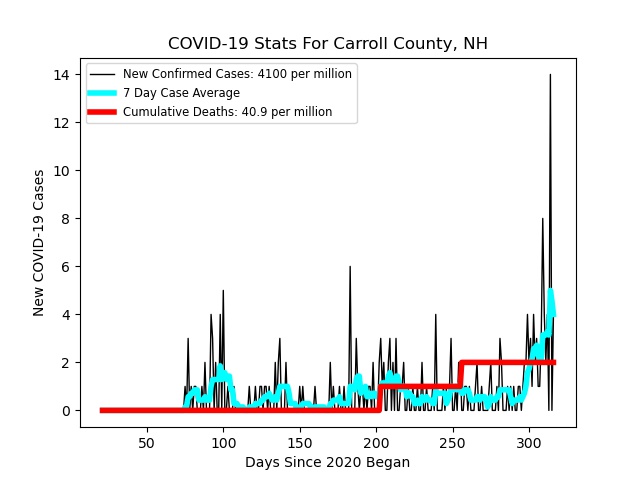 COVID-19 Stats For Carroll County, NH
New Confirmed Cases: 4100 per million
7 Day Case Average
Cumulative Deaths: 40.9 per million
New COVID-19 Cases
14
12
10
8
6
4
2
0
50 100 150 200 250 300
Days Since 2020 Began